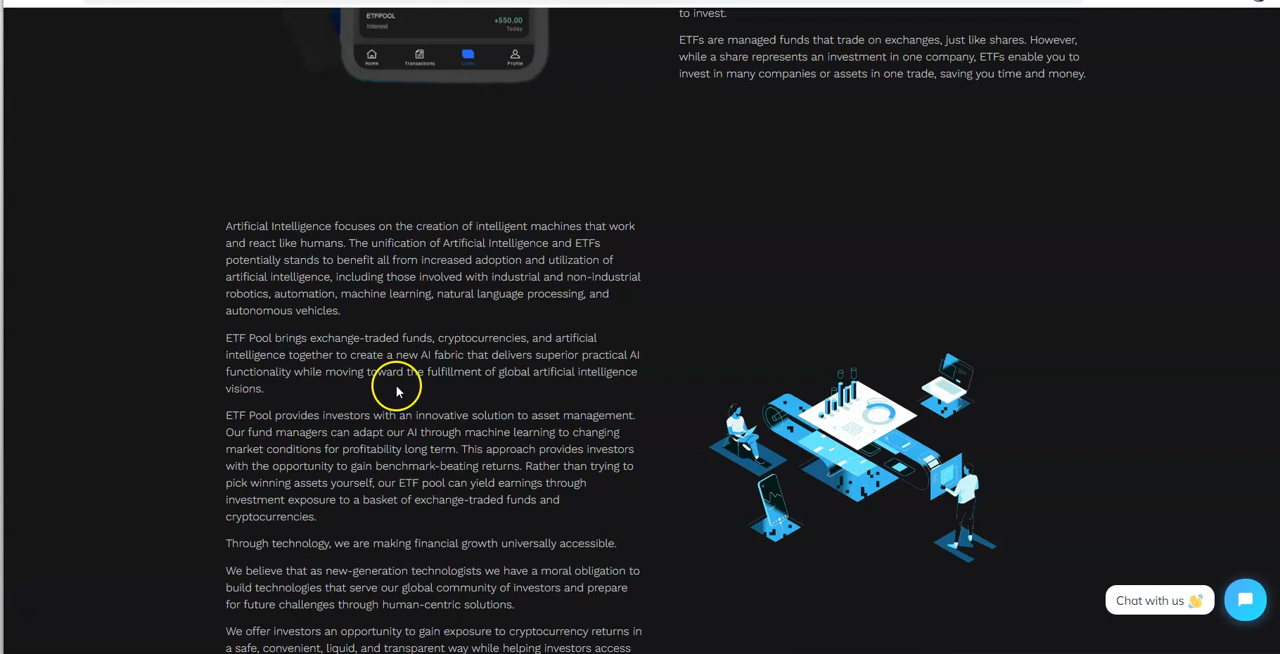 ETFPOOL
Interest
+550.00
Today
Home
Transactions
Profile
to invest.
ETFs are managed funds that trade on exchanges, just like shares. However,
while a share represents an investment in one company, ETFs enable you to
invest in many companies or assets in one trade, saving you time and money.
Artificial Intelligence focuses on the creation of intelligent machines that work
and react like humans. The unification of Artificial Intelligence and ETFs
potentially stands to benefit all from increased adoption and utilization of
artificial intelligence, including those involved with industrial and non-industrial
robotics, automation, machine learning, natural language processing, and
autonomous vehicles.
ETF Pool brings exchange-traded funds, cryptocurrencies, and artificial
intelligence together to create a new AI fabric that delivers superior practical AI
functionality while moving toward the fulfillment of global artificial intelligence
visions.
ETF Pool provides investors with an innovative solution to asset management.
Our fund managers can adapt our AI through machine learning to changing
market conditions for profitability long term. This approach provides investors
with the opportunity to gain benchmark-beating returns. Rather than trying to
pick winning assets yourself, our ETF pool can yield earnings through
investment exposure to a basket of exchange-traded funds and
cryptocurrencies.
Through technology, we are making financial growth universally accessible.
We believe that as new-generation technologists we have a moral obligation to
build technologies that serve our global community of investors and prepare
for future challenges through human-centric solutions.
We offer investors an opportunity to gain exposure to cryptocurrency returns in
a safe, convenient, liquid, and transparent way while helping investors access
Chat with us 👋